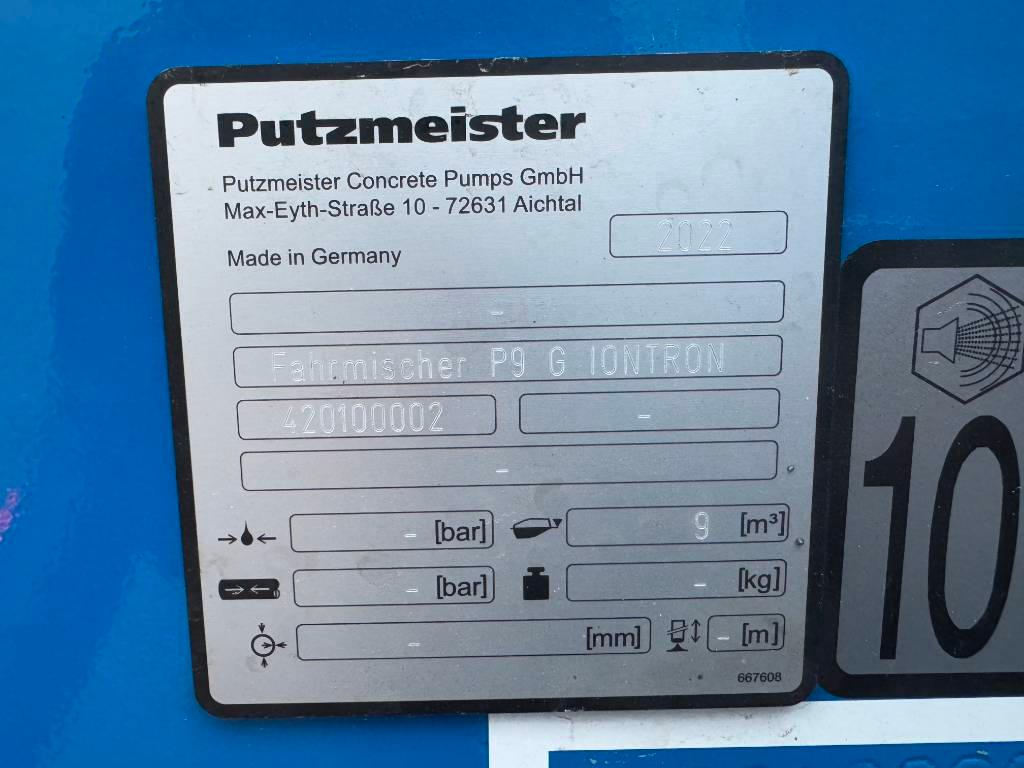 Putzmeister
Putzmeister Concrete Pumps GmbH
Max-Eyth-Straße 10 - 72631 Aichtal
2022
Made in Germany
-
Fahrmischer P9 G IONTRON
420100002 -
-
- [bar] 9 [m³]
- [bar] - [kg]
- [mm] - [m]
667608
10